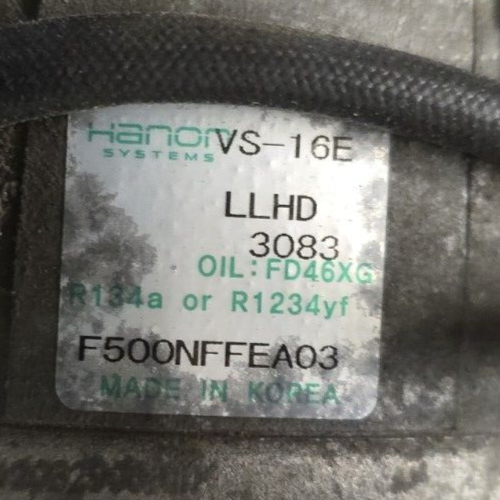 Hanon VS-16E
SYSTEMS
LLHD
3083
OIL: FD46XG
R134a or R1234yf
F500NFFEA03
MADE IN KOREA